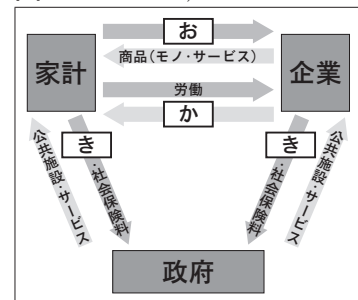 お
商品(モノ・サービス)
家計
企業
労働
か
き
き
・社会保険料
・社会保険料
公共施設・サービス
公共施設・サービス
政府